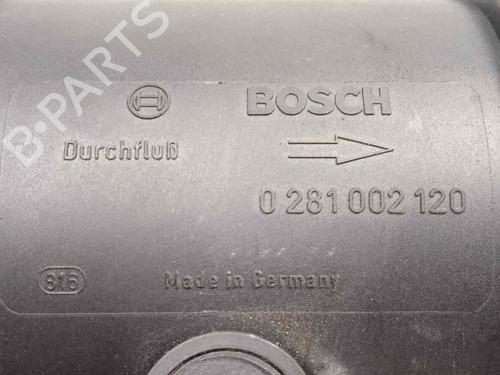 B-PARTS
BOSCH
Durchfluß
0 281 002 120
815
Made in Germany